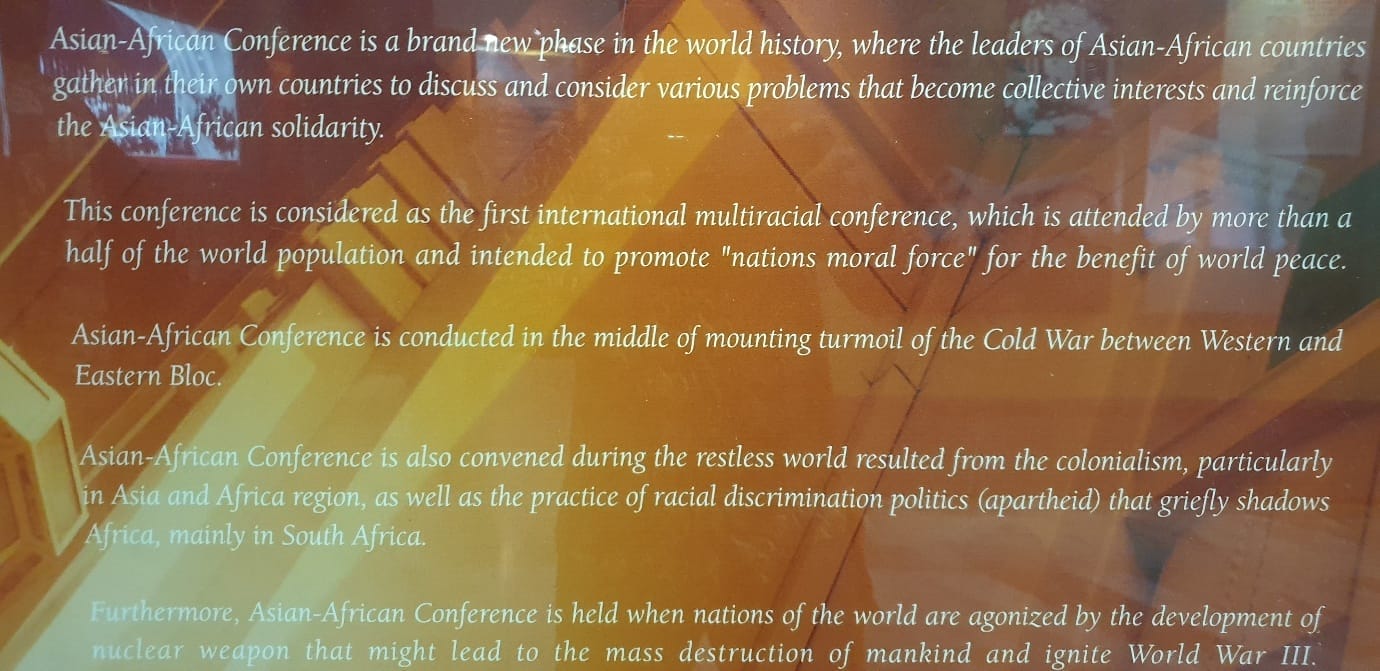 Asian-African Conference is a brand new phase in the world history, where the leaders of Asian-African countries
gather in their own countries to discuss and consider various problems that become collective interests and reinforce
the Asian-African solidarity.
This conference is considered as the first international multiracial conference, which is attended by more than a
half of the world population and intended to promote "nations moral force" for the benefit of world peace.
Asian-African Conference is conducted in the middle of mounting turmoil of the Cold War between Western and
Eastern Bloc.
Asian-African Conference is also convened during the restless world resulted from the colonialism, particularly
in Asia and Africa region, as well as the practice of racial discrimination politics (apartheid) that griefly shadows
Africa, mainly in South Africa.
Furthermore, Asian-African Conference is held when nations of the world are agonized by the development of
nuclear weapon that might lead to the mass destruction of mankind and ignite World War III.